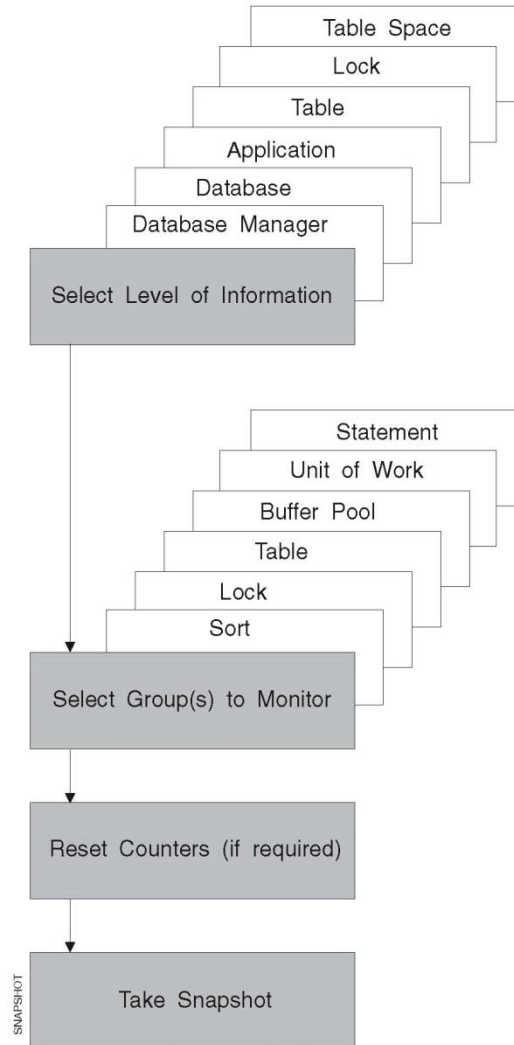 Table Space
Lock
Table
Application
Database
Database Manager
Select Level of Information
Statement
Unit of Work
Buffer Pool
Table
Lock
Sort
Select Group(s) to Monitor
Reset Counters (if required)
Take Snapshot
SNAPSHOT